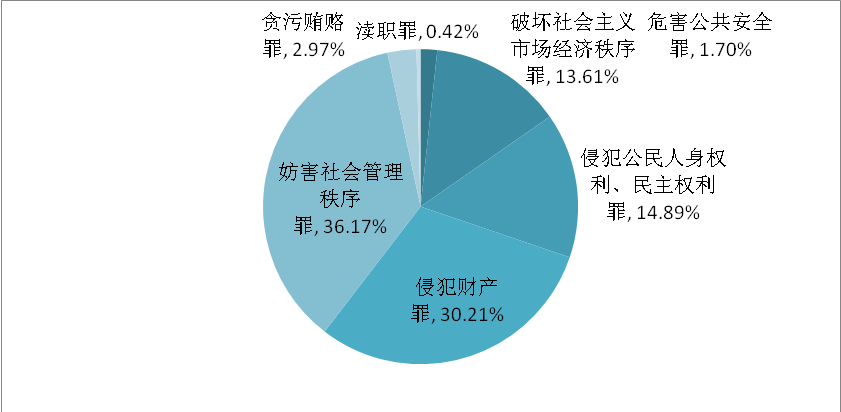 贪污贿赂
罪, 2.97%
渎职罪, 0.42%
破坏社会主义
市场经济秩序
罪, 13.61%
危害公共安全
罪, 1.70%
侵犯公民人身权
利、民主权利
罪, 14.89%
妨害社会管理
秩序
罪, 36.17%
侵犯财产
罪, 30.21%